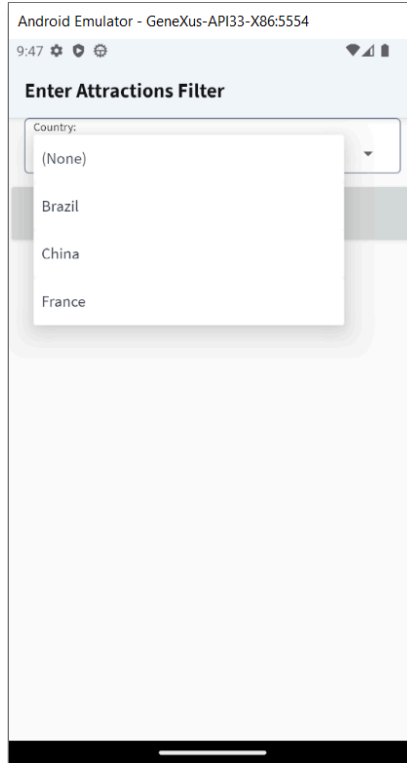 Android Emulator - GeneXus-API33-X86:5554
9:47
Enter Attractions Filter
Country:
(None)
Brazil
China
France